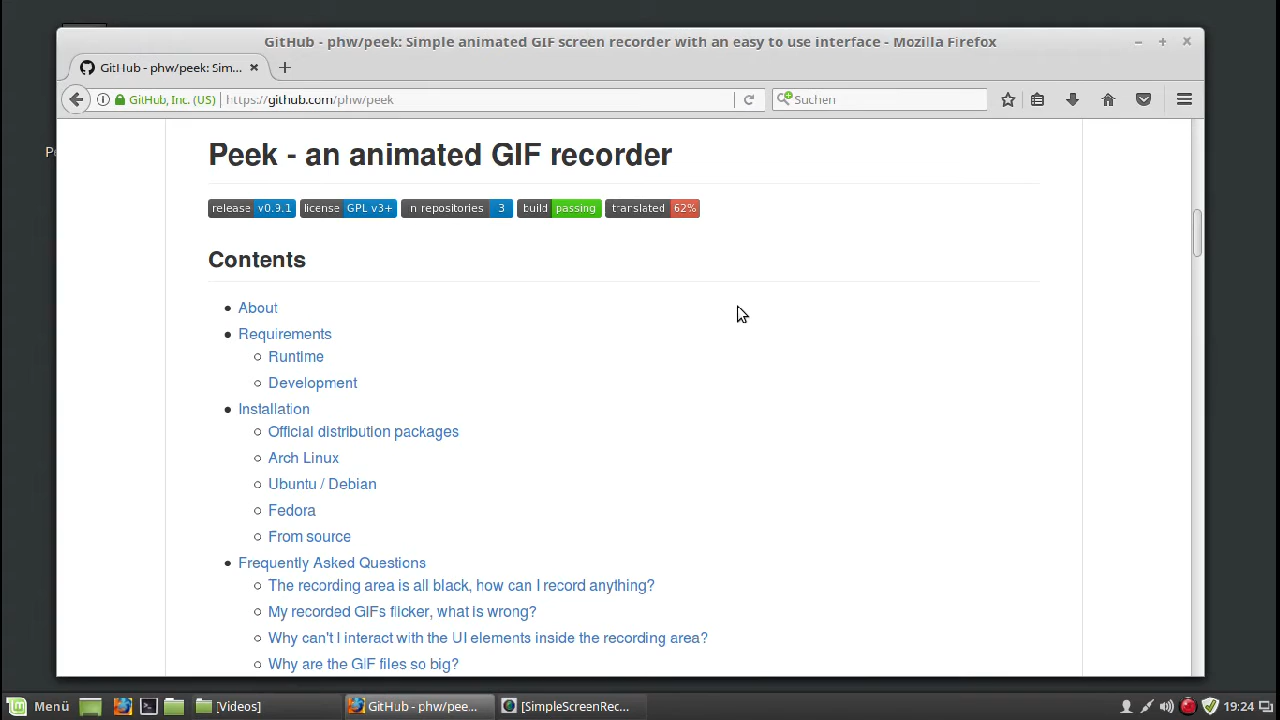 GitHub - phw/peek: Simple animated GIF screen recorder with an easy to use interface - Mozilla Firefox
GitHub - phw/peek: Sim...
GitHub, Inc. (US) https://github.com/phw/peek Suchen
Peek - an animated GIF recorder
release v0.9.1 license GPL v3+ in repositories 3 build passing translated 62%
Contents
About
Requirements
Runtime
Development
Installation
Official distribution packages
Arch Linux
Ubuntu / Debian
Fedora
From source
Frequently Asked Questions
The recording area is all black, how can I record anything?
My recorded GIFs flicker, what is wrong?
Why can't I interact with the UI elements inside the recording area?
Why are the GIF files so big?
Menü [Videos] GitHub - phw/pee... [SimpleScreenRec... 19:24